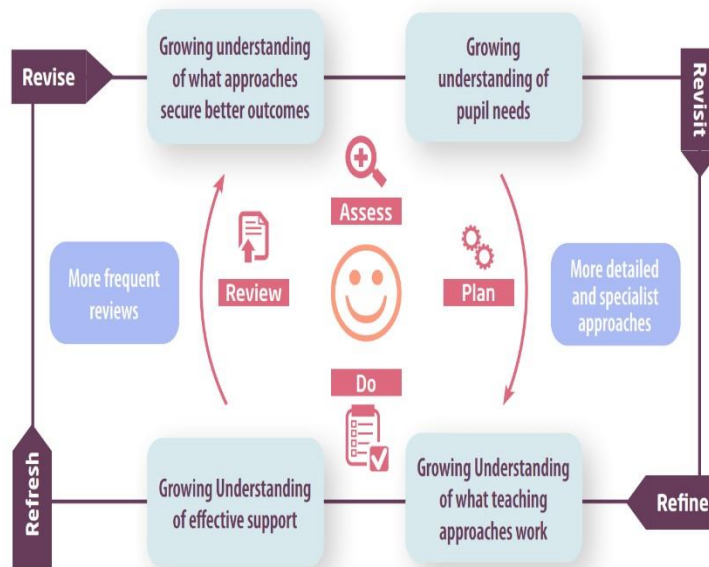 Revise
Growing understanding
of what approaches
secure better outcomes
Growing
understanding of
pupil needs
Revisit
Assess
More frequent
reviews
Review
Plan
More detailed
and specialist
approaches
Do
Refresh
Growing Understanding
of effective support
Growing Understanding
of what teaching
approaches work
Refine